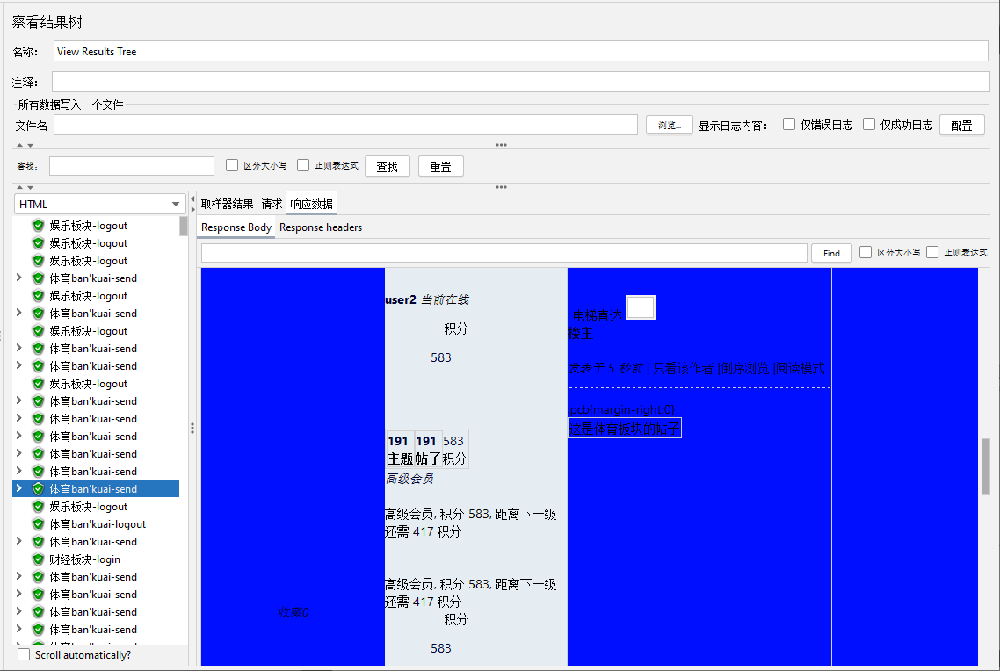 察看结果树
名称: View Results Tree
注释:
所有数据写入一个文件
文件名 浏览... 显示日志内容: 仅错误日志 仅成功日志 配置
查找: 区分大小写 正则表达式 查找 重置
HTML
娱乐板块-logout
娱乐板块-logout
娱乐板块-logout
体育ban'kuai-send
娱乐板块-logout
体育ban'kuai-send
娱乐板块-logout
体育ban'kuai-send
体育ban'kuai-send
娱乐板块-logout
体育ban'kuai-send
体育ban'kuai-send
体育ban'kuai-send
体育ban'kuai-send
体育ban'kuai-send
体育ban'kuai-send
娱乐板块-logout
体育ban'kuai-logout
体育ban'kuai-send
财经板块-login
体育ban'kuai-send
体育ban'kuai-send
体育ban'kuai-send
体育ban'kuai-send
Scroll automatically?
取样器结果 请求 响应数据
Response Body Response headers
Find 区分大小写 正则表达式
收藏0
user2 当前在线
积分
583
191 191 583
主题 帖子 积分
高级会员
高级会员, 积分 583, 距离下一级
还需 417 积分
高级会员, 积分 583, 距离下一级
还需 417 积分
积分
583
电梯直达
楼主
发表于 5 秒前 | 只看该作者 |倒序浏览 |阅读模式
.pcb{margin-right:0}
这是体育板块的帖子